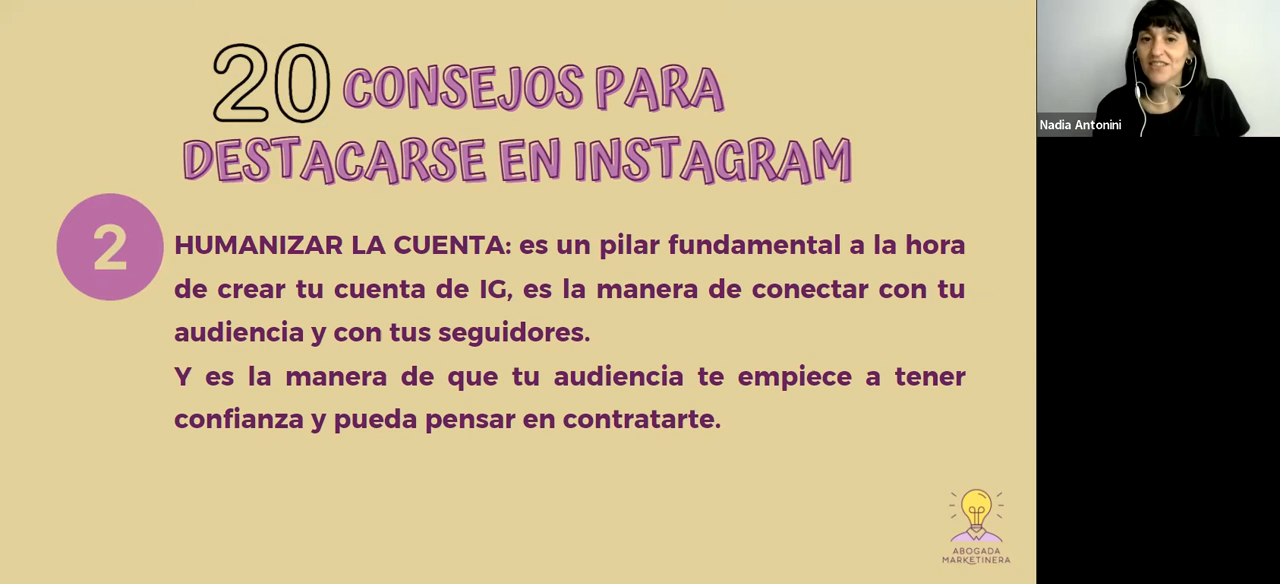 20 CONSEJOS PARA
DESTACARSE EN INSTAGRAM
2
HUMANIZAR LA CUENTA: es un pilar fundamental a la hora
de crear tu cuenta de IG, es la manera de conectar con tu
audiencia y con tus seguidores.
Y es la manera de que tu audiencia te empiece a tener
confianza y pueda pensar en contratarte.
ABOGADA
MARKETINERA
Nadia Antonini